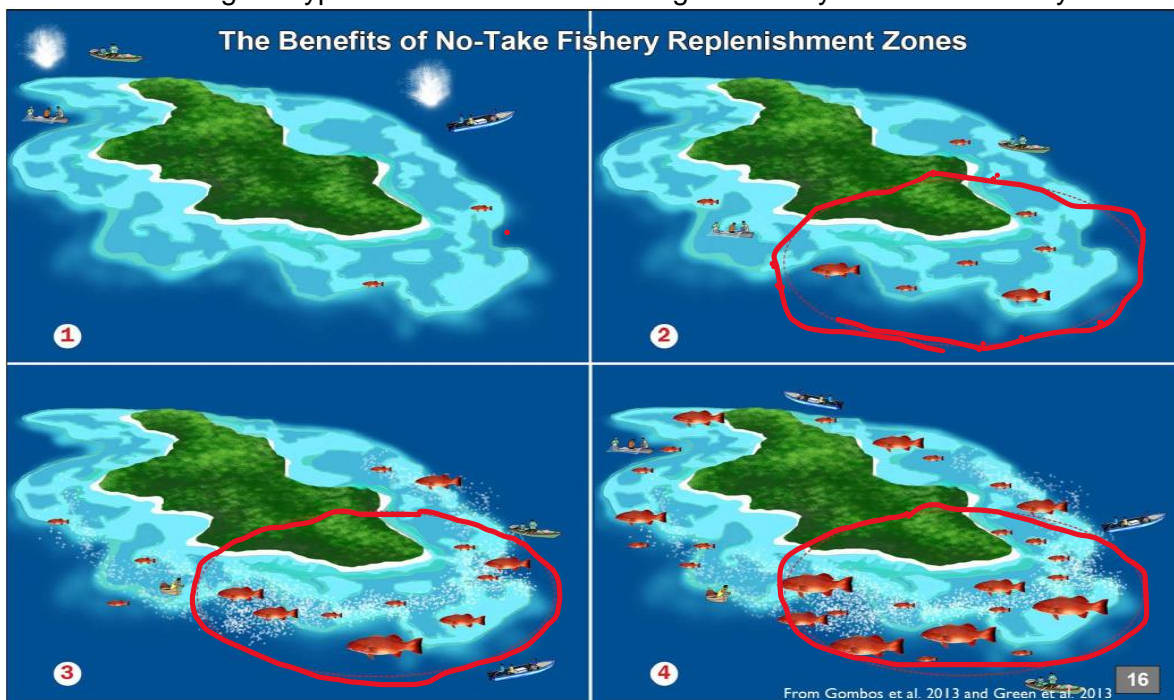 The Benefits of No-Take Fishery Replenishment Zones
1
2
3
4
16
From Gombos et al. 2013 and Green et al. 2013